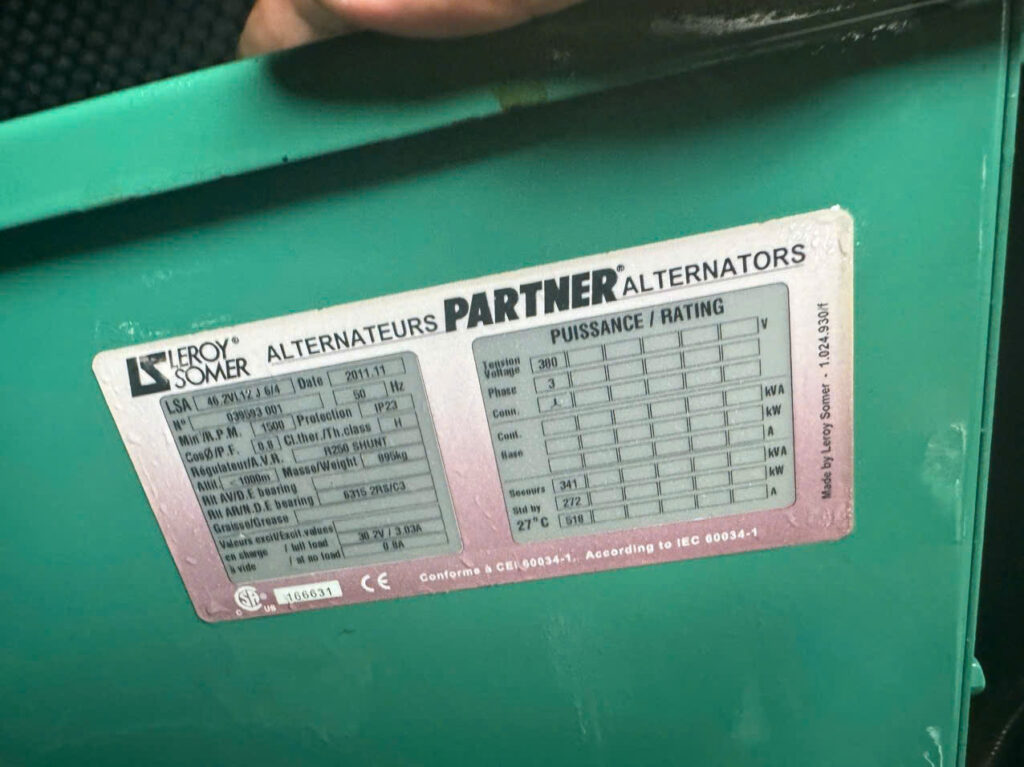 LEROY®
SOMER
ALTERNATEURS PARTNER® ALTERNATORS
LSA 46.2VL12 J 6/4 Date 2011.11
N° 039593 001 50 Hz
Min⁻¹/R.P.M. 1500 Protection IP23
CosØ/P.F. 0,8 Cl.ther./Th.class H
Régulateur/A.V.R. R250 SHUNT
Altit. < 1000m Masse/Weight 895kg
Rlt AV/D.E bearing
Rlt AR/N.D.E bearing 6315 2RS/C3
Graisse/Grease
Valeurs excit/Excit.values
en charge / full load 36.2V / 3.03A
à vide / at no load 0.8A
PUISSANCE / RATING
Tension
Voltage 380 V
Phase 3
Conn.
Cont. kVA
kW
Base A
Secours 341 kVA
Std by 272 kW
27°C 518 A
C SA® US 166631 CE
Conforme à CEI 60034-1. According to IEC 60034-1
Made by Leroy Somer - 1.024.930/f